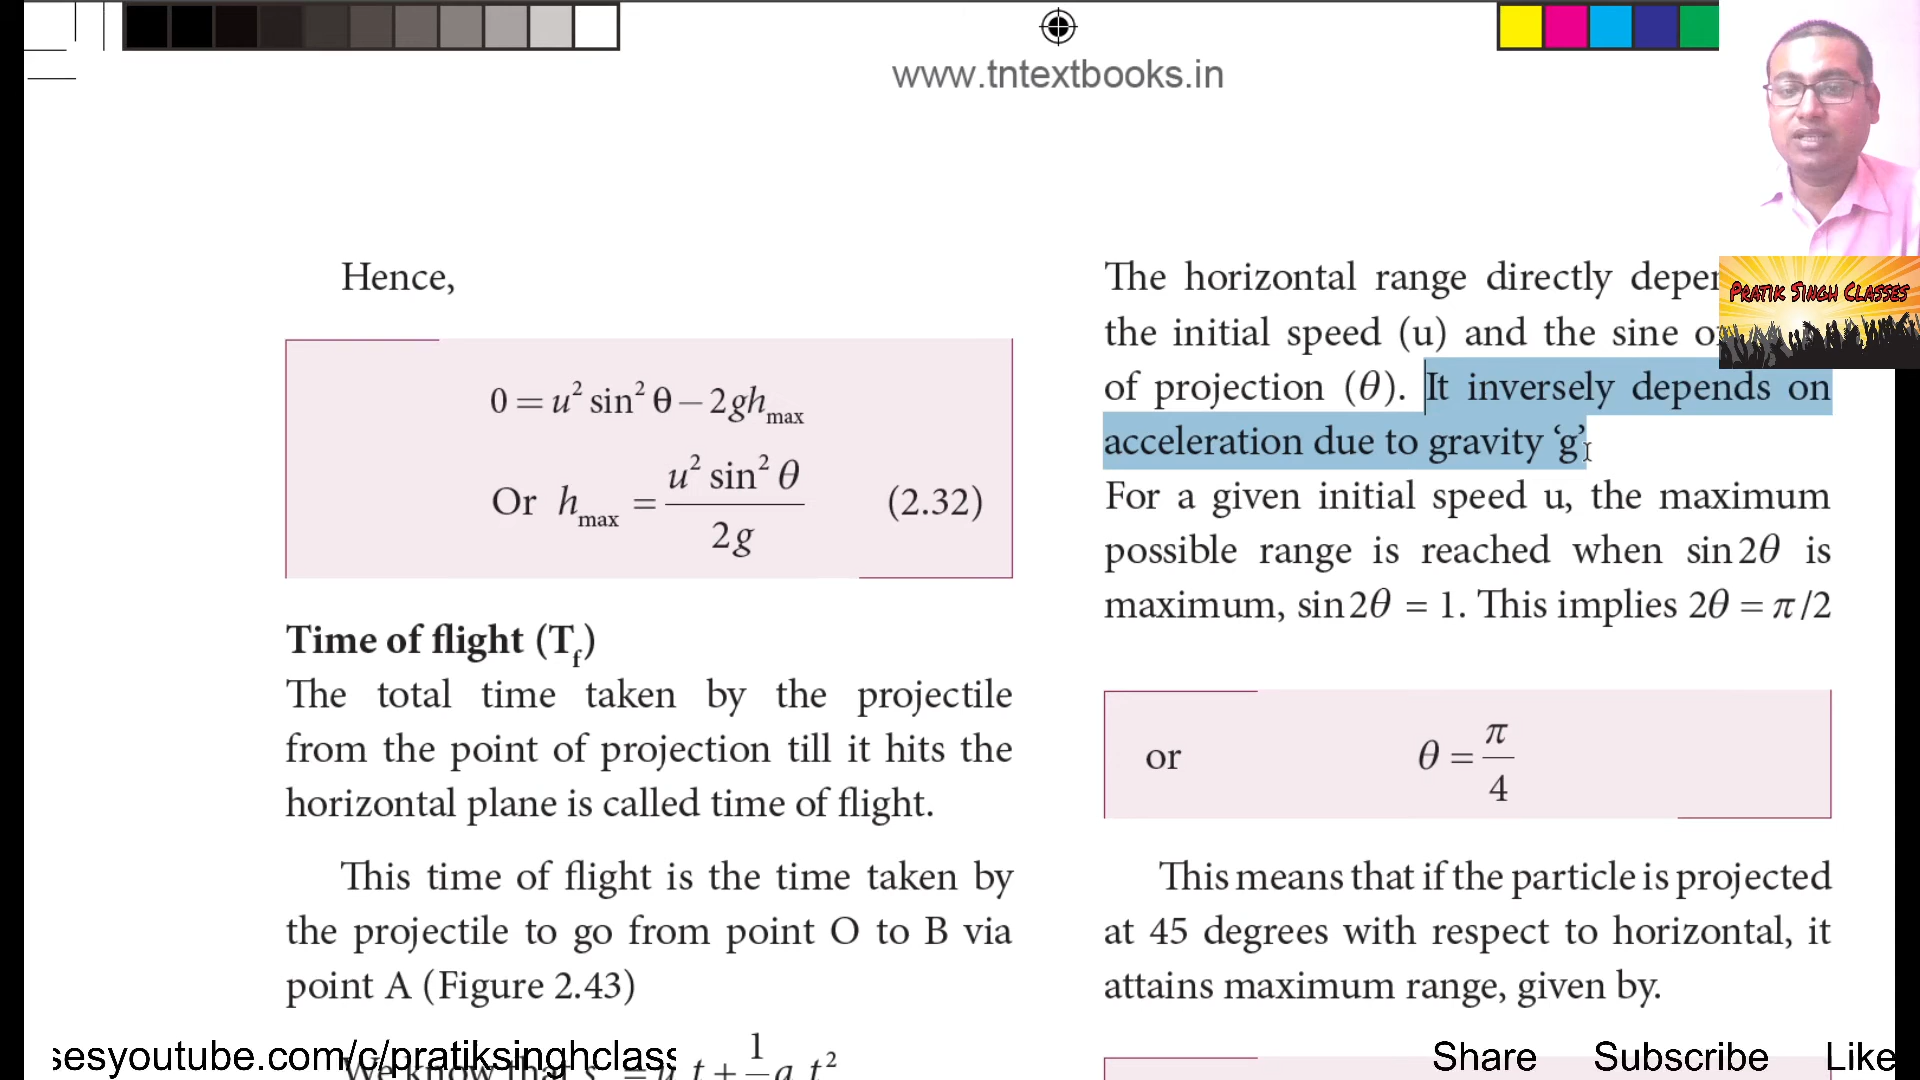 www.tntextbooks.in
PRATIK SINGH CLASSES
Hence,
0 = u² sin² θ − 2gh_max
Or h_max = u² sin² θ / 2g (2.32)
Time of flight (T_f)
The total time taken by the projectile
from the point of projection till it hits the
horizontal plane is called time of flight.
This time of flight is the time taken by
the projectile to go from point O to B via
point A (Figure 2.43)
The horizontal range directly
the initial speed (u) and the sine
of projection (θ). It inversely depends on
acceleration due to gravity ‘g’
For a given initial speed u, the maximum
possible range is reached when sin 2θ is
maximum, sin 2θ = 1. This implies 2θ = π/2
or θ = π/4
This means that if the particle is projected
at 45 degrees with respect to horizontal, it
attains maximum range, given by.
sesyoutube.com/c/pratiksinghclass
Share Subscribe Like